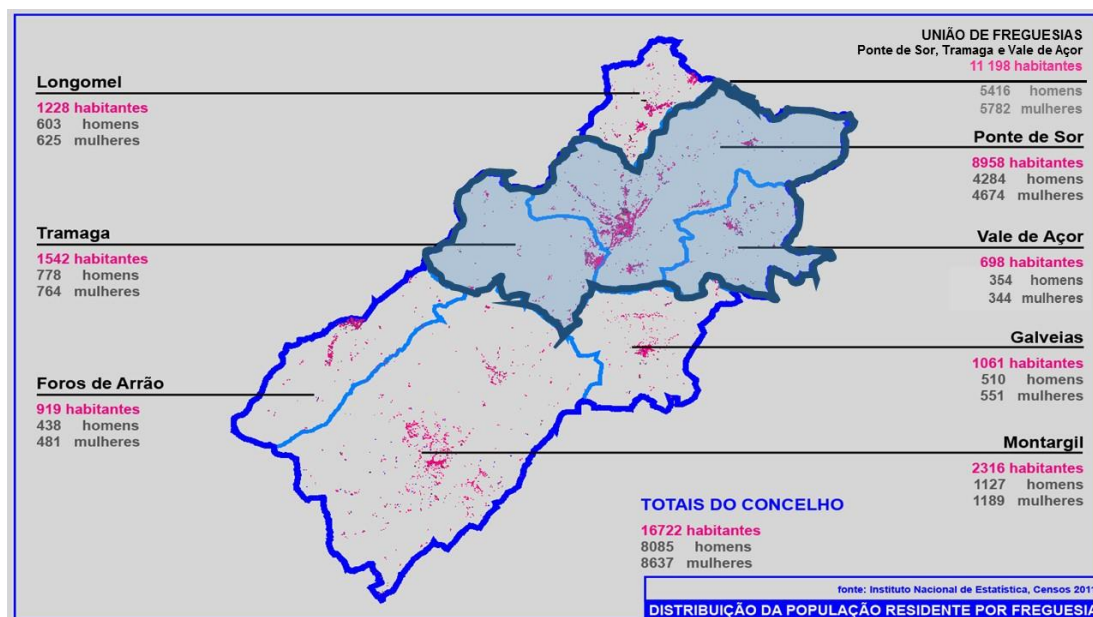 Longomel
1228 habitantes
603 homens
625 mulheres
Tramaga
1542 habitantes
778 homens
764 mulheres
Foros de Arrão
919 habitantes
438 homens
481 mulheres
UNIÃO DE FREGUESIAS
Ponte de Sor, Tramaga e Vale de Açor
11 198 habitantes
5416 homens
5782 mulheres
Ponte de Sor
8958 habitantes
4284 homens
4674 mulheres
Vale de Açor
698 habitantes
354 homens
344 mulheres
Galveias
1061 habitantes
510 homens
551 mulheres
Montargil
2316 habitantes
1127 homens
1189 mulheres
TOTAIS DO CONCELHO
16722 habitantes
8085 homens
8637 mulheres
fonte: Instituto Nacional de Estatística, Censos 2011
DISTRIBUIÇÃO DA POPULAÇÃO RESIDENTE POR FREGUESIA